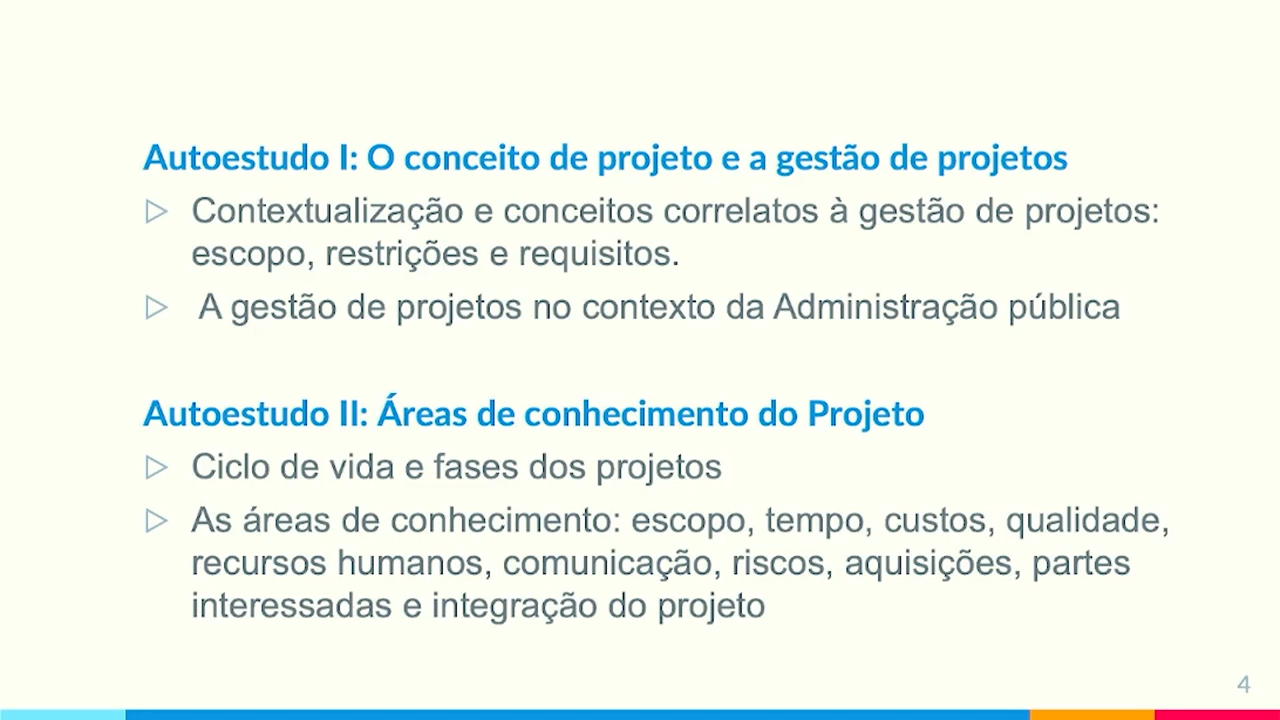 Autoestudo I: O conceito de projeto e a gestão de projetos
Contextualização e conceitos correlatos à gestão de projetos:
escopo, restrições e requisitos.
A gestão de projetos no contexto da Administração pública
Autoestudo II: Áreas de conhecimento do Projeto
Ciclo de vida e fases dos projetos
As áreas de conhecimento: escopo, tempo, custos, qualidade,
recursos humanos, comunicação, riscos, aquisições, partes
interessadas e integração do projeto
4